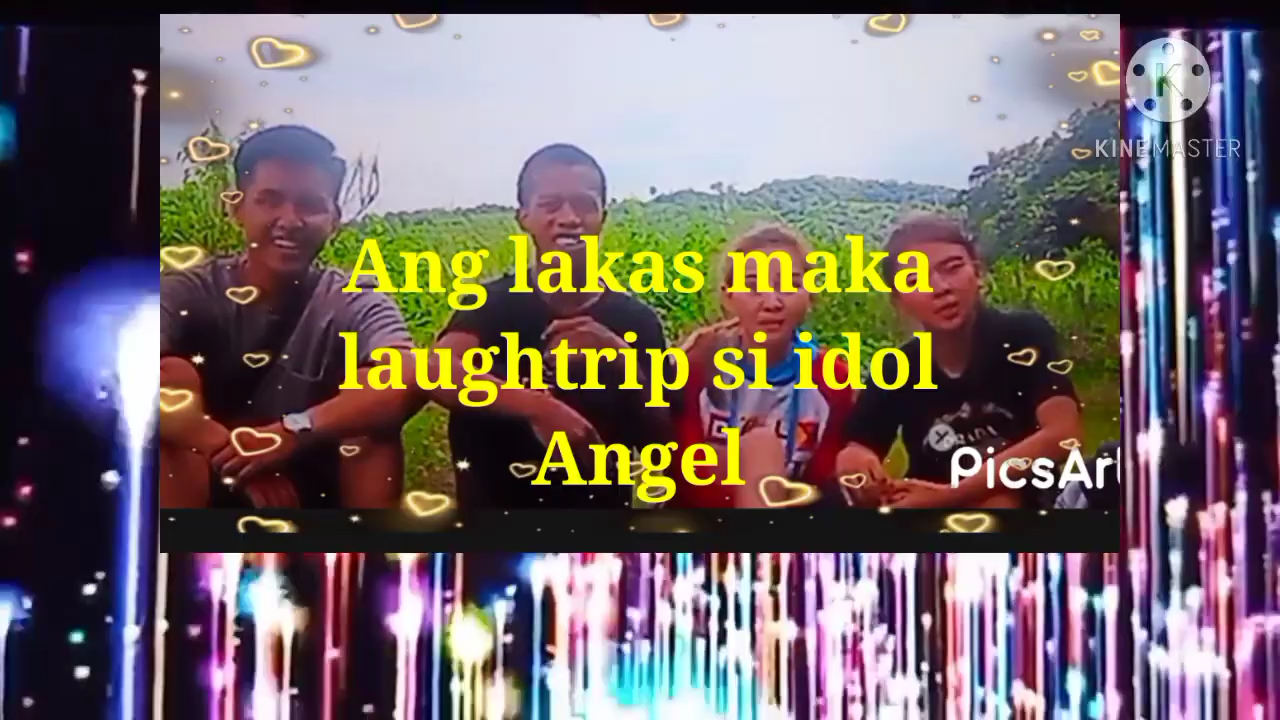 KINEMASTER
Ang lakas maka
laughtrip si idol
Angel
PicsArt